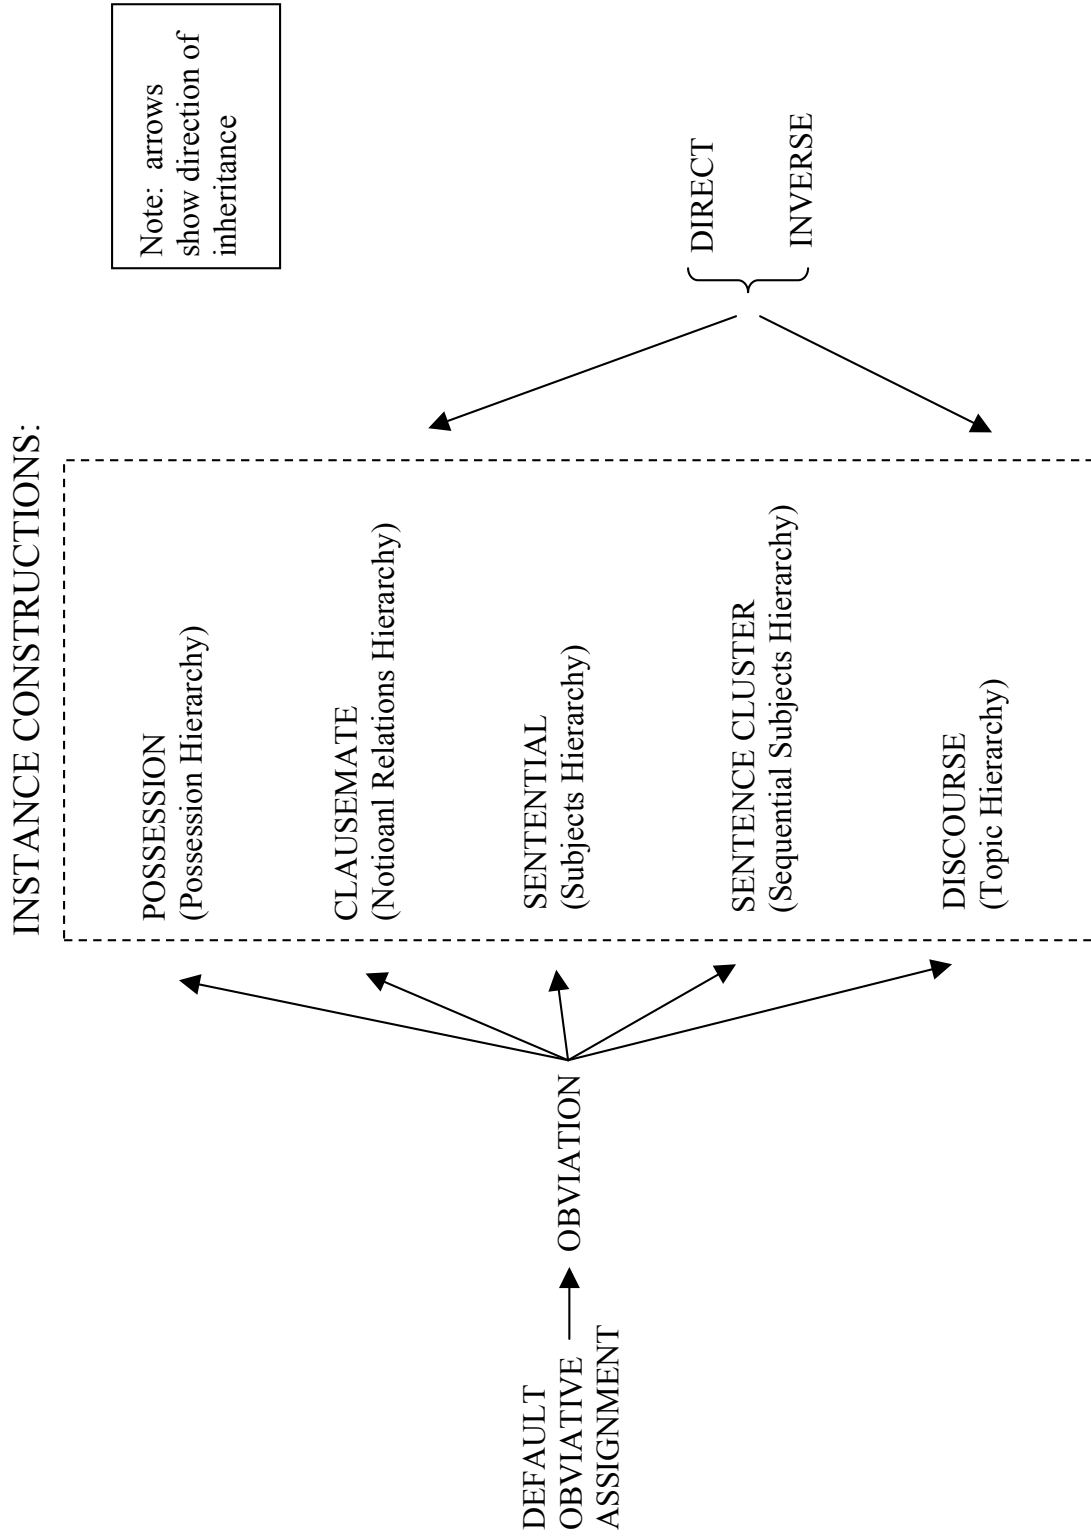 INSTANCE CONSTRUCTIONS:
Note: arrows
show direction of
inheritance
DEFAULT
OBVIATIVE
ASSIGNMENT
OBVIATION
POSSESSION
(Possession Hierarchy)
CLAUSEMATE
(Notioanl Relations Hierarchy)
SENTENTIAL
(Subjects Hierarchy)
SENTENCE CLUSTER
(Sequential Subjects Hierarchy)
DISCOURSE
(Topic Hierarchy)
DIRECT
INVERSE